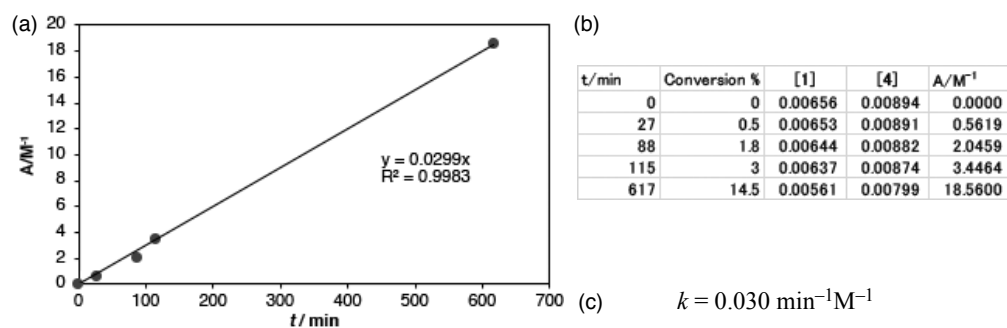 (a)
20
18
16
14
12
10
8
6
4
2
0
A/M⁻¹
y = 0.0299x
R² = 0.9983
0 100 200 300 400 500 600 700
t / min
(b)
t/min Conversion % [1] [4] A/M⁻¹
0 0 0.00656 0.00894 0.0000
27 0.5 0.00653 0.00891 0.5619
88 1.8 0.00644 0.00882 2.0459
115 3 0.00637 0.00874 3.4464
617 14.5 0.00561 0.00799 18.5600
(c) k = 0.030 min⁻¹M⁻¹